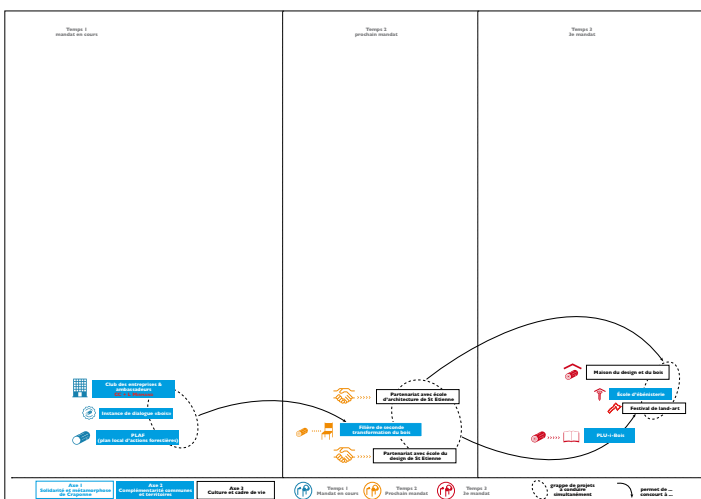 Temps 1
mandat en cours
Temps 2
prochain mandat
Temps 3
3e mandat
Club des entreprises &
ambassadeurs
Instance de dialogue «bois»
PLAF
(plan local d'actions forestières)
Partenariat avec école
d'architecture de St Etienne
Filière de seconde
transformation du bois
Partenariat avec école du
design de St Etienne
Maison du design et du bois
École d'ébénisterie
Festival de land-art
PLU-i-Bois
Axe 1
Solidarité et métamorphose
de Craponne
Axe 2
Complémentarité communes
et territoires
Axe 3
Culture et cadre de vie
Temps 1
Mandat en cours
Temps 2
Prochain mandat
Temps 3
3e mandat
groupe de projets
à conduire
simultanément
permet de ...
concourt à ...